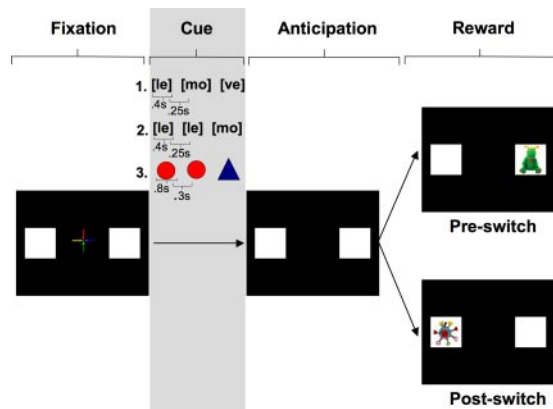 Fixation Cue Anticipation Reward
1. [le] [mo] [ve]
.4s .25s
2. [le] [le] [mo]
.4s .25s
3.
.8s .3s
Pre-switch
Post-switch